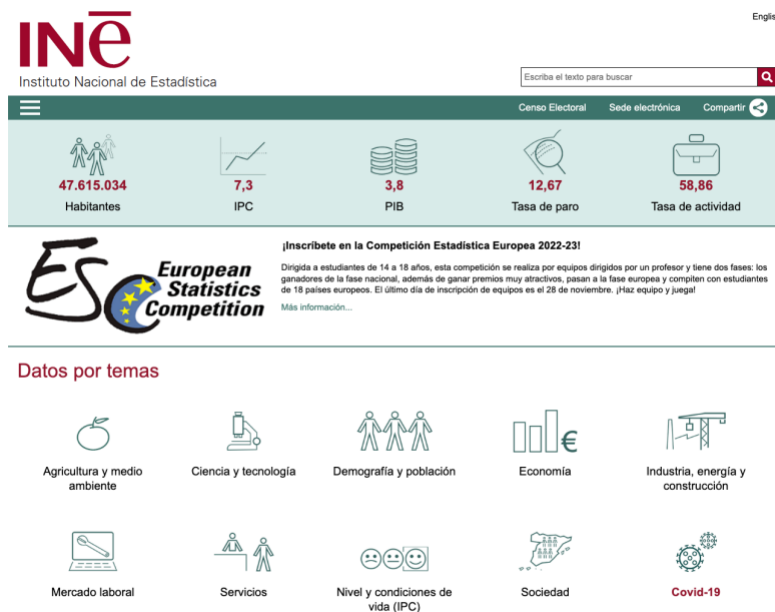 Englis
INē
Instituto Nacional de Estadística
Escriba el texto para buscar
Censo Electoral Sede electrónica Compartir
47.615.034 7,3 3,8 12,67 58,86
Habitantes IPC PIB Tasa de paro Tasa de actividad
¡Inscríbete en la Competición Estadística Europea 2022-23!
ESC European
Statistics
Competition
Dirigida a estudiantes de 14 a 18 años, esta competición se realiza por equipos dirigidos por un profesor y tiene dos fases: los
ganadores de la fase nacional, además de ganar premios muy atractivos, pasan a la fase europea y compiten con estudiantes
de 18 países europeos. El último día de inscripción de equipos es el 28 de noviembre. ¡Haz equipo y juega!
Más información...
Datos por temas
€
Agricultura y medio
ambiente
Ciencia y tecnología
Demografía y población
Economía
Industria, energía y
construcción
Mercado laboral
Servicios
Nivel y condiciones de
vida (IPC)
Sociedad
Covid-19